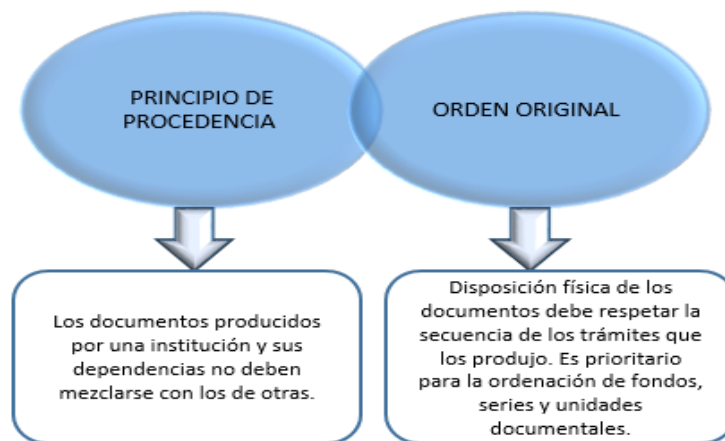 PRINCIPIO DE
PROCEDENCIA
ORDEN ORIGINAL
Los documentos producidos
por una institución y sus
dependencias no deben
mezclarse con los de otras.
Disposición física de los
documentos debe respetar la
secuencia de los trámites que
los produjo. Es prioritario
para la ordenación de fondos,
series y unidades
documentales.